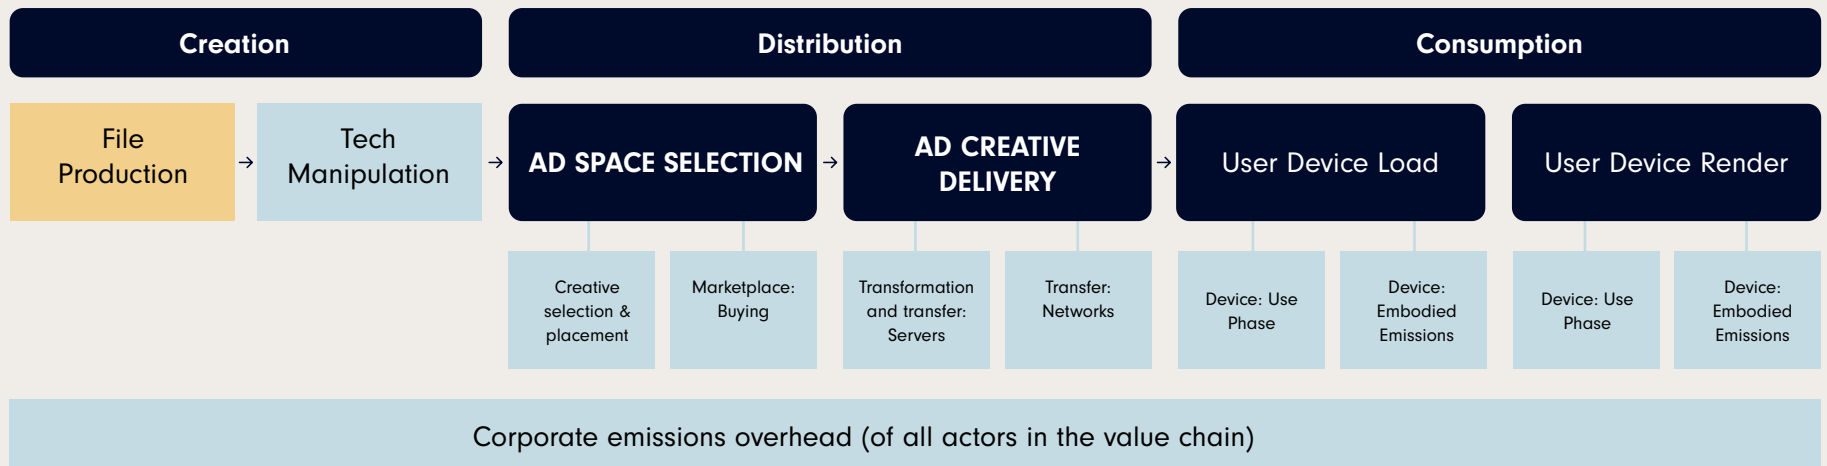 Creation
Distribution
Consumption
File
Production
Tech
Manipulation
AD SPACE SELECTION
AD CREATIVE
DELIVERY
User Device Load
User Device Render
Creative
selection &
placement
Marketplace:
Buying
Transformation
and transfer:
Servers
Transfer:
Networks
Device: Use
Phase
Device:
Embodied
Emissions
Device: Use
Phase
Device:
Embodied
Emissions
Corporate emissions overhead (of all actors in the value chain)